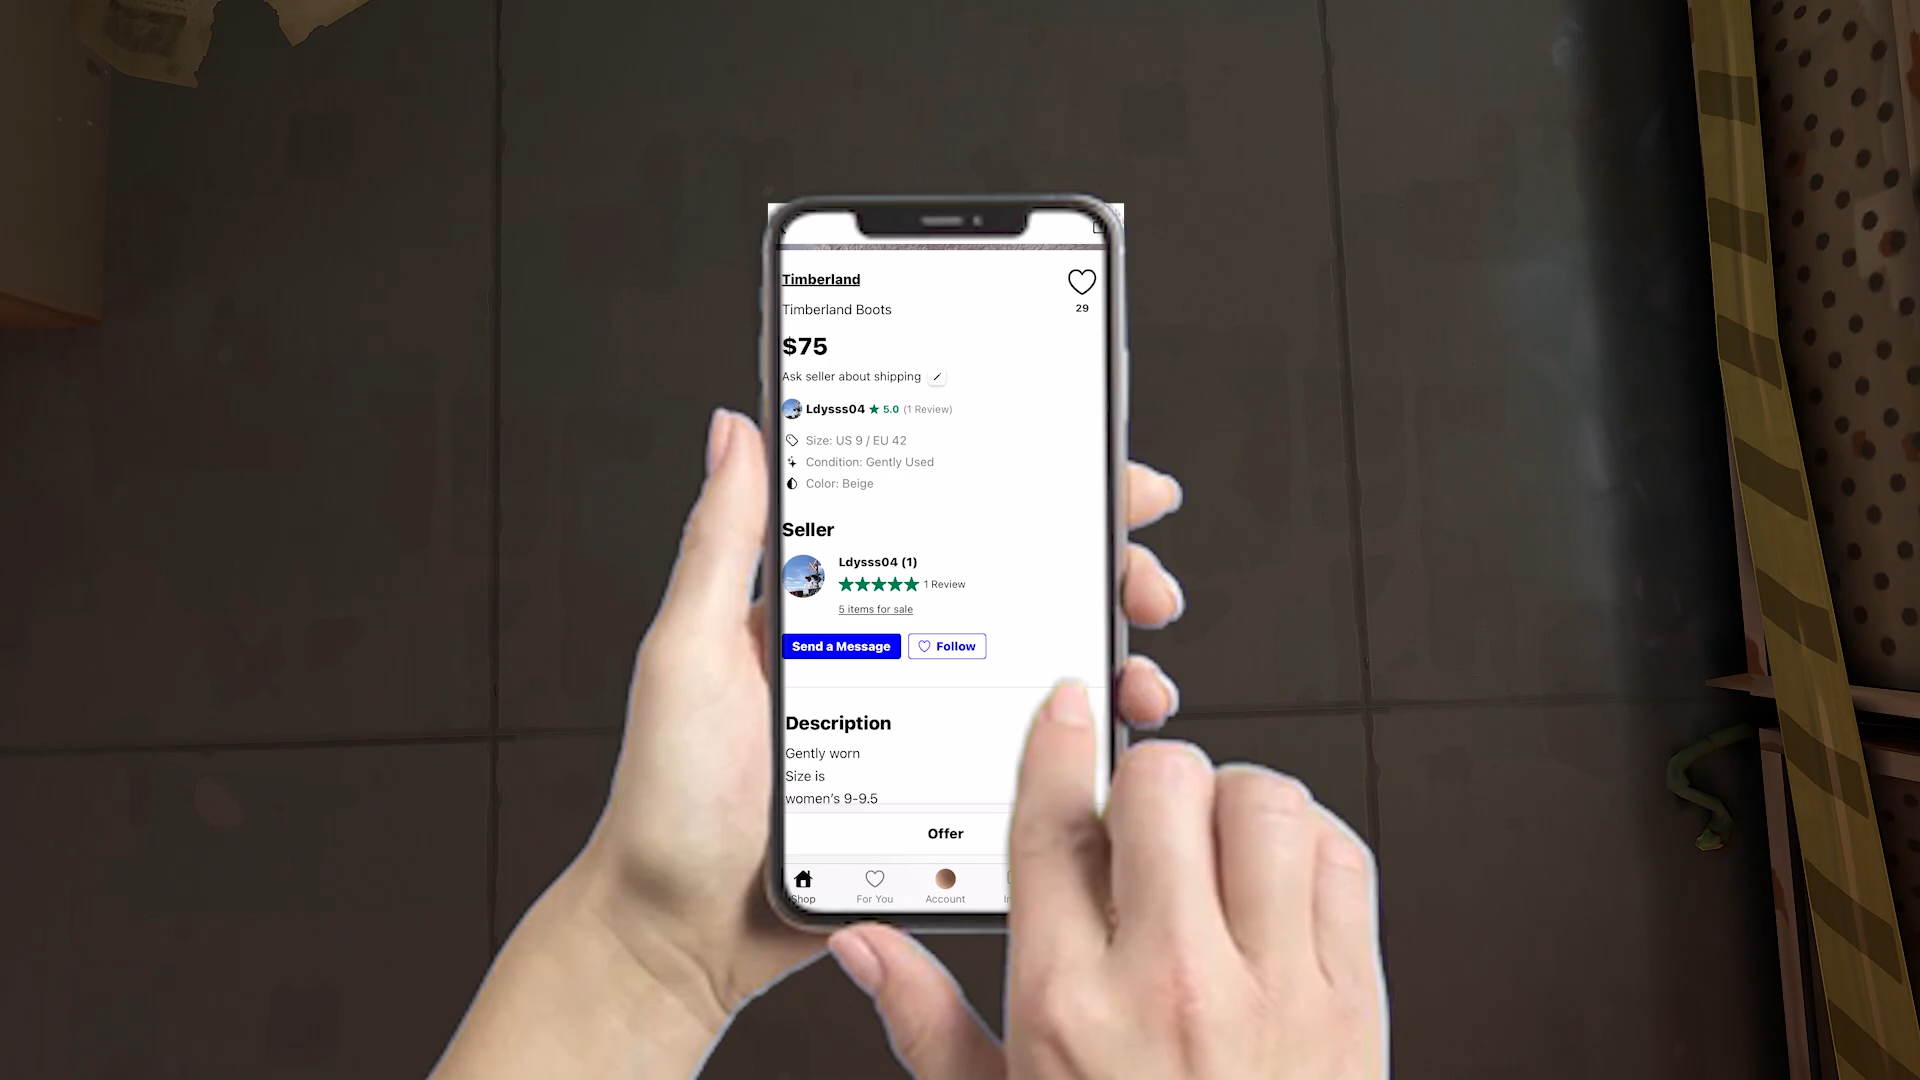 Timberland
29
Timberland Boots
$75
Ask seller about shipping
Ldysss04 ★ 5.0 (1 Review)
Size: US 9 / EU 42
Condition: Gently Used
Color: Beige
Seller
Ldysss04 (1)
1 Review
5 items for sale
Send a Message
Follow
Description
Gently worn
Size is
women’s 9-9.5
Offer
Shop
For You
Account